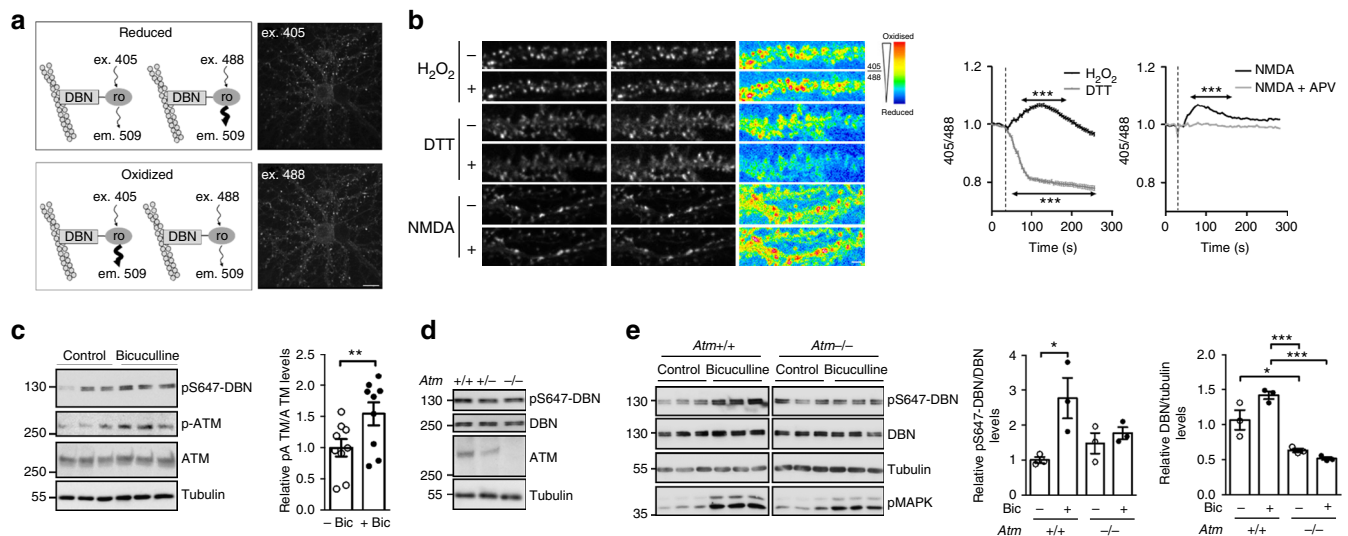 a
Reduced
ex. 405
ex. 488
DBN
ro
DBN
ro
em. 509
em. 509
ex. 405
Oxidized
ex. 405
ex. 488
DBN
ro
DBN
ro
em. 509
em. 509
ex. 488
b
H2O2
−
+
DTT
−
+
NMDA
−
+
Oxidised
405
488
Reduced
405/488
1.2
1.0
0.8
0
100
200
300
Time (s)
H2O2
DTT
***
***
405/488
1.2
1.0
0.8
0
100
200
300
Time (s)
NMDA
NMDA + APV
***
c
Control Bicuculline
130
pS647-DBN
250
p-ATM
250
ATM
55
Tubulin
Relative pA TM/A TM levels
2.5
2.0
1.5
1.0
0.5
0.0
**
– Bic + Bic
d
Atm +/+ +/− −/−
130
pS647-DBN
DBN
250
ATM
55
Tubulin
e
Atm+/+
Atm−/−
Control Bicuculline
Control Bicuculline
130
pS647-DBN
130
DBN
55
Tubulin
35
pMAPK
Relative pS647-DBN/DBN
levels
4
3
2
1
0
*
Bic − + − +
Atm +/+ −/−
Relative DBN/tubulin
levels
2.0
1.5
1.0
0.5
0.0
***
***
*
Bic − + − +
Atm +/+ −/−